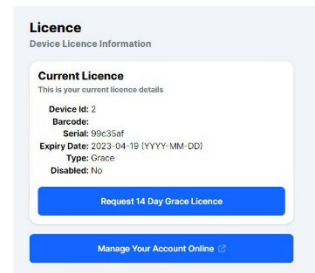 Licence
Device Licence Information
Current Licence
This is your current licence details
Device Id: 2
Barcode:
Serial: 99c35af
Expiry Date: 2023-04-19 (YYYY-MM-DD)
Type: Grace
Disabled: No
Request 14 Day Grace Licence
Manage Your Account Online